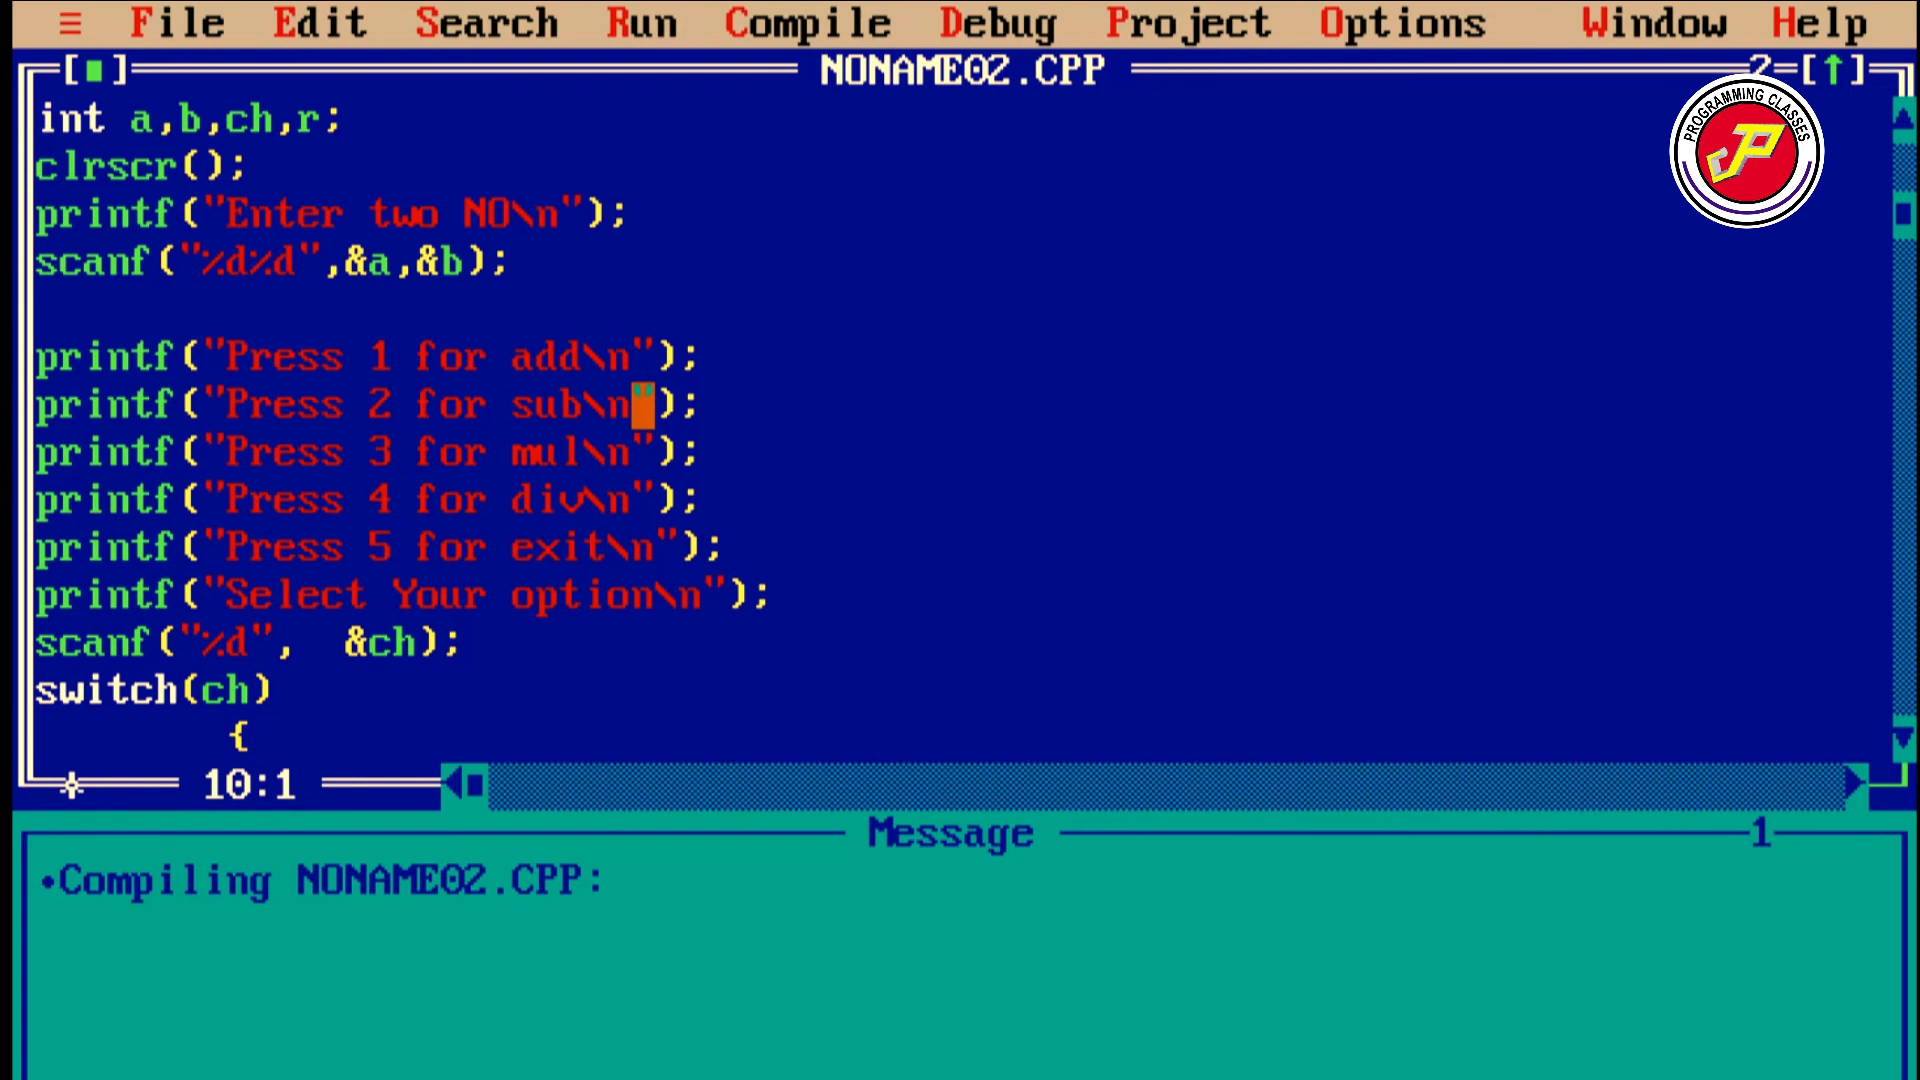 ≡ File Edit Search Run Compile Debug Project Options Window Help
[■] NONAME02.CPP 2=[↑]
PROGRAMMING CLASSES
JP
int a,b,ch,r;
clrscr();
printf("Enter two NO\n");
scanf("%d%d",&a,&b);
printf("Press 1 for add\n");
printf("Press 2 for sub\n");
printf("Press 3 for mul\n");
printf("Press 4 for div\n");
printf("Press 5 for exit\n");
printf("Select Your option\n");
scanf("%d",  &ch);
switch(ch)
{
10:1
Message 1
•Compiling NONAME02.CPP: